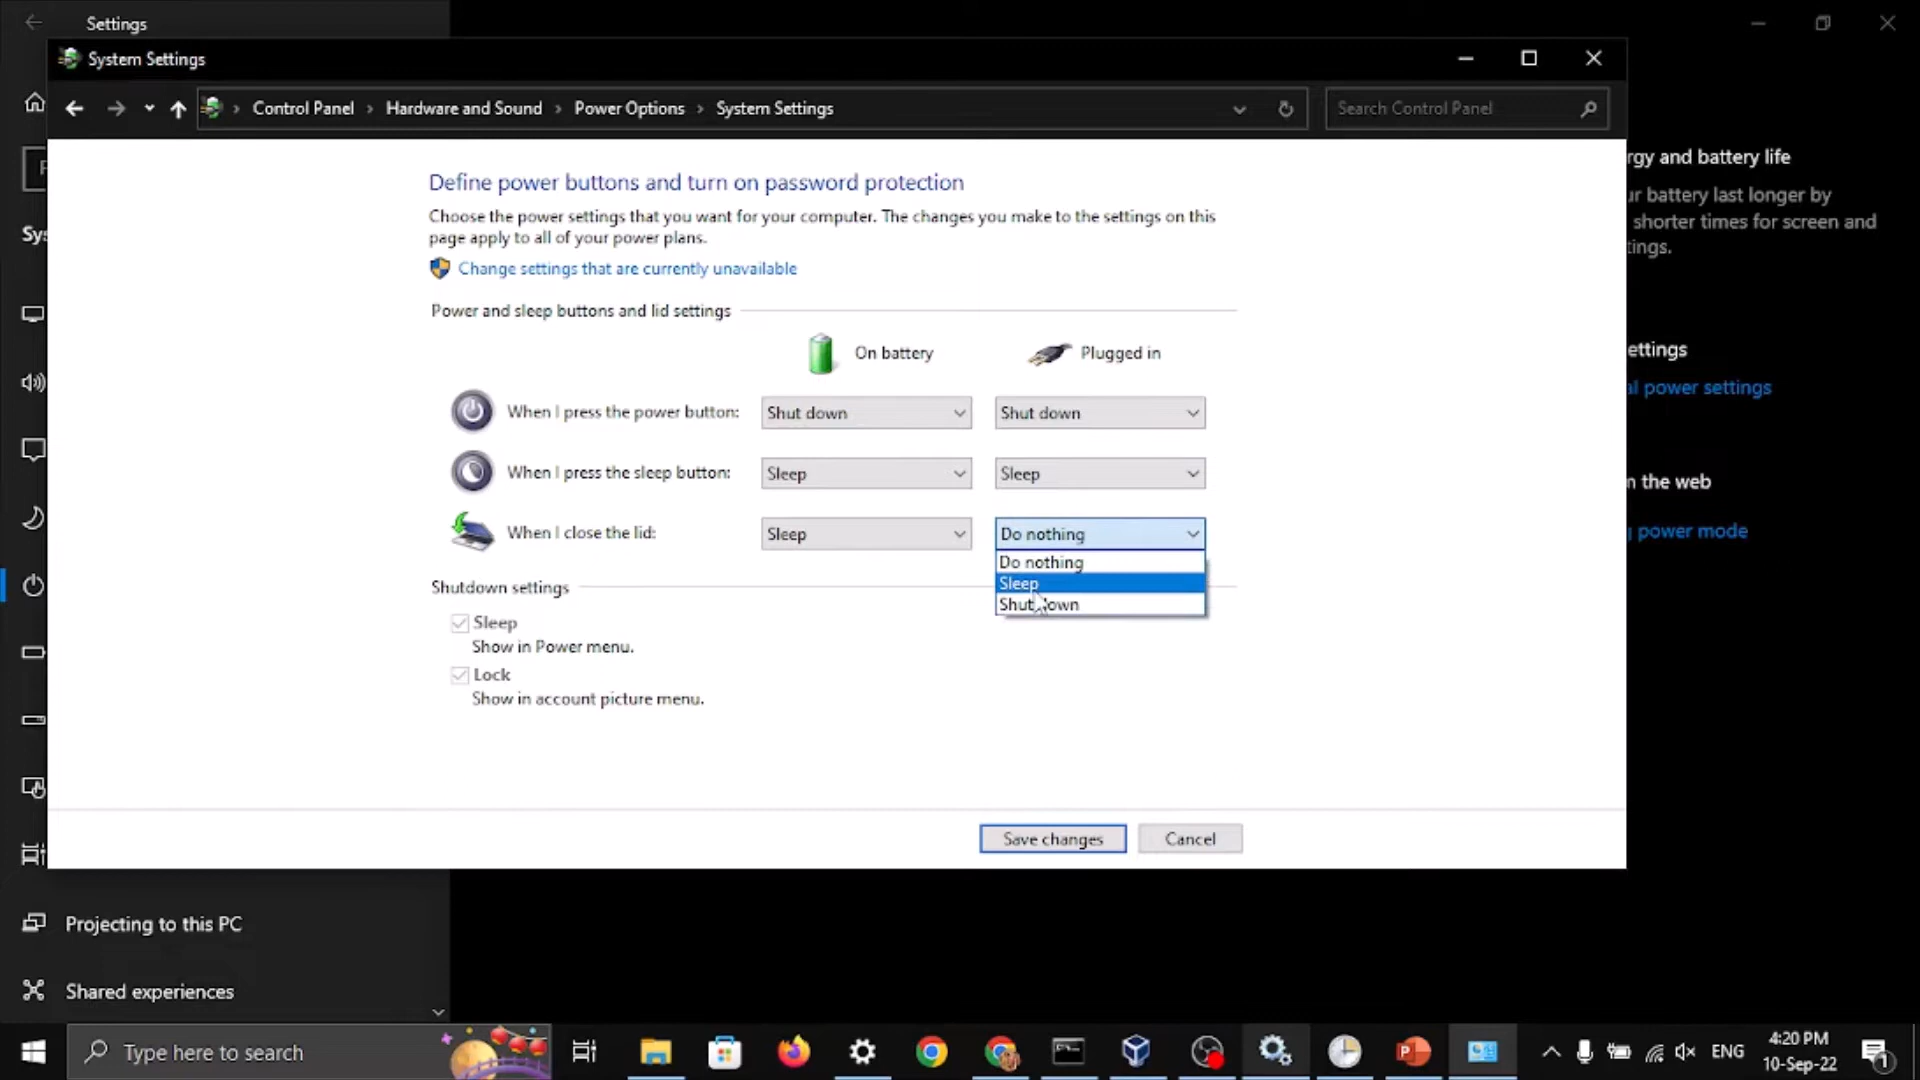 Settings
System Settings
Control Panel
Hardware and Sound
Power Options
System Settings
Search Control Panel
Define power buttons and turn on password protection
Choose the power settings that you want for your computer. The changes you make to the settings on this
page apply to all of your power plans.
Change settings that are currently unavailable
Power and sleep buttons and lid settings
On battery
Plugged in
When I press the power button:
Shut down
Shut down
When I press the sleep button:
Sleep
Sleep
When I close the lid:
Sleep
Do nothing
Do nothing
Sleep
Shut down
Shutdown settings
Sleep
Show in Power menu.
Lock
Show in account picture menu.
Save changes
Cancel
rgy and battery life
ur battery last longer by
shorter times for screen and
tings.
ettings
al power settings
n the web
power mode
Sys
Projecting to this PC
Shared experiences
Type here to search
ENG
4:20 PM
10-Sep-22
1